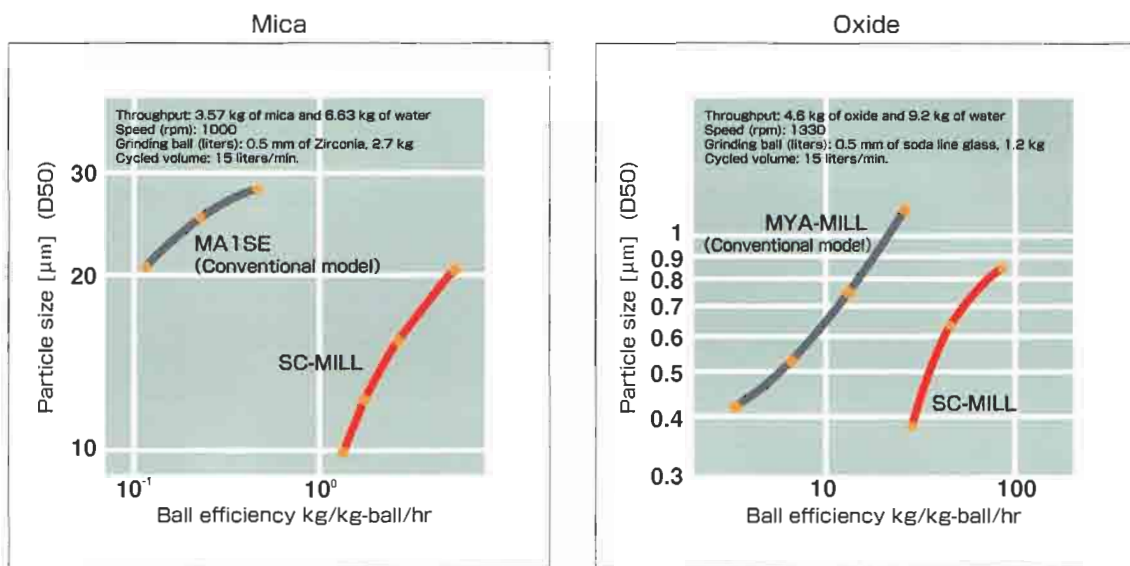 Mica
Throughput: 3.57 kg of mica and 6.63 kg of water
Speed (rpm): 1000
Grinding ball (liters): 0.5 mm of Zirconia, 2.7 kg
Cycled volume: 15 liters/min.
Particle size [μm] (D50)
30
20
10
MA1SE
(Conventional model)
SC-MILL
10⁻¹
10⁰
Ball efficiency kg/kg-ball/hr
Oxide
Throughput: 4.6 kg of oxide and 9.2 kg of water
Speed (rpm): 1330
Grinding ball (liters): 0.5 mm of soda line glass, 1.2 kg
Cycled volume: 15 liters/min.
Particle size [μm] (D50)
1
0.9
0.8
0.7
0.6
0.5
0.4
0.3
MYA-MILL
(Conventional model)
SC-MILL
10
100
Ball efficiency kg/kg-ball/hr